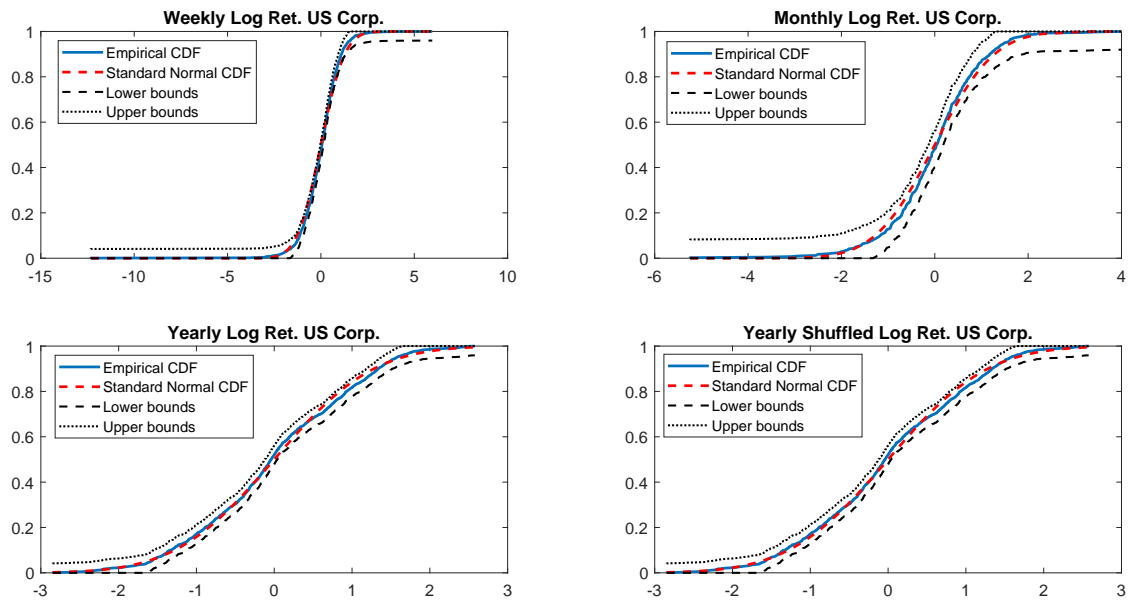 Weekly Log Ret. US Corp.
1
0.8
0.6
0.4
0.2
0
-15
-10
-5
0
5
10
Empirical CDF
Standard Normal CDF
Lower bounds
Upper bounds
Monthly Log Ret. US Corp.
1
0.8
0.6
0.4
0.2
0
-6
-4
-2
0
2
4
Empirical CDF
Standard Normal CDF
Lower bounds
Upper bounds
Yearly Log Ret. US Corp.
1
0.8
0.6
0.4
0.2
0
-3
-2
-1
0
1
2
3
Empirical CDF
Standard Normal CDF
Lower bounds
Upper bounds
Yearly Shuffled Log Ret. US Corp.
1
0.8
0.6
0.4
0.2
0
-3
-2
-1
0
1
2
3
Empirical CDF
Standard Normal CDF
Lower bounds
Upper bounds